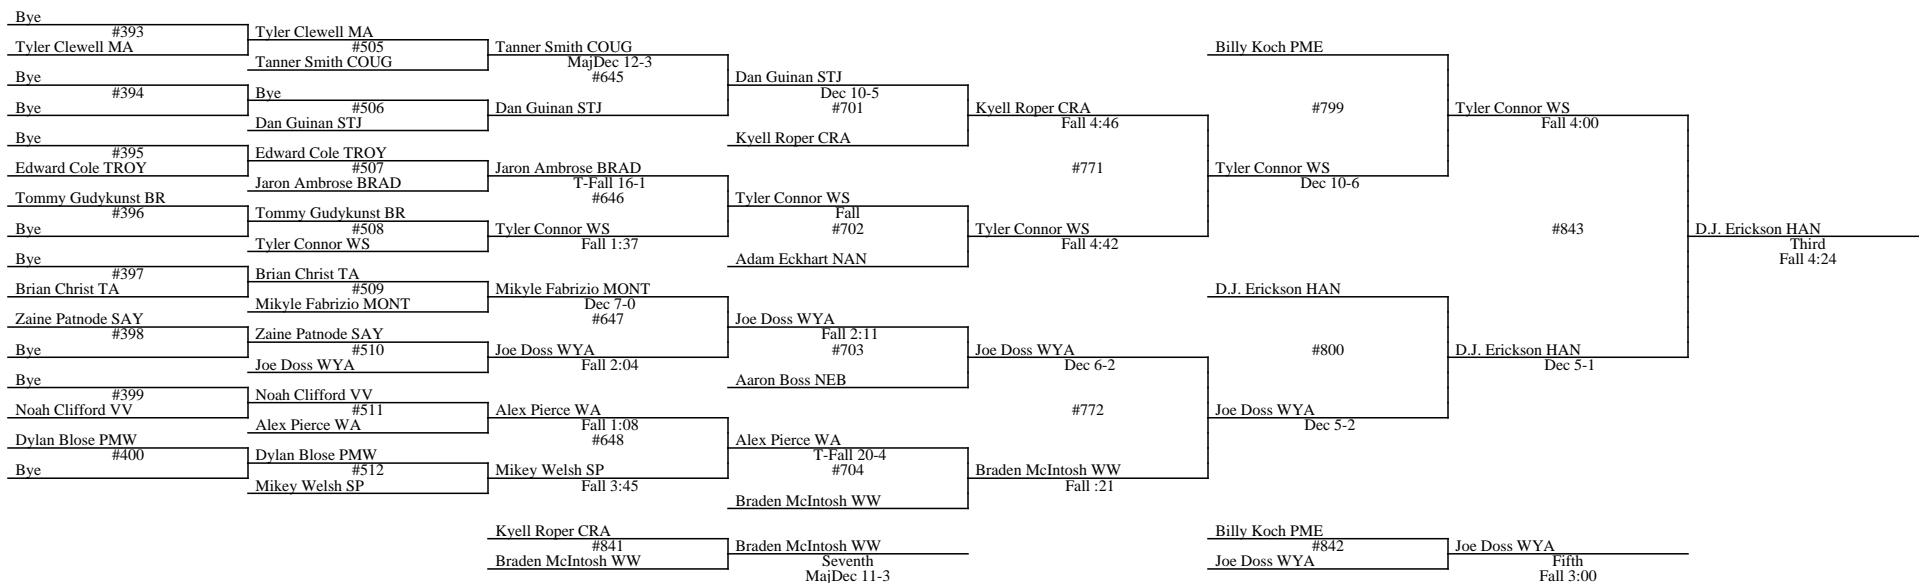 Bye
#393
Tyler Clewell MA
Bye
#394
Bye
Bye
#395
Edward Cole TROY
Tommy Gudykunst BR
#396
Bye
Bye
#397
Brian Christ TA
Zaine Patnode SAY
#398
Bye
Bye
#399
Noah Clifford VV
Dylan Blose PMW
#400
Bye
Tyler Clewell MA
#505
Tanner Smith COUG
Bye
#506
Dan Guinan STJ
Edward Cole TROY
#507
Jaron Ambrose BRAD
Tommy Gudykunst BR
#508
Tyler Connor WS
Brian Christ TA
#509
Mikyle Fabrizio MONT
Zaine Patnode SAY
#510
Joe Doss WYA
Noah Clifford VV
#511
Alex Pierce WA
Dylan Blose PMW
#512
Mikey Welsh SP
Tanner Smith COUG
MajDec 12-3
#645
Dan Guinan STJ
Jaron Ambrose BRAD
T-Fall 16-1
#646
Tyler Connor WS
Fall 1:37
Mikyle Fabrizio MONT
Dec 7-0
#647
Joe Doss WYA
Fall 2:04
Alex Pierce WA
Fall 1:08
#648
Mikey Welsh SP
Fall 3:45
Dan Guinan STJ
Dec 10-5
#701
Kyell Roper CRA
Tyler Connor WS
Fall
#702
Adam Eckhart NAN
Joe Doss WYA
Fall 2:11
#703
Aaron Boss NEB
Alex Pierce WA
T-Fall 20-4
#704
Braden McIntosh WW
Kyell Roper CRA
Fall 4:46
#771
Tyler Connor WS
Fall 4:42
Joe Doss WYA
Dec 6-2
#772
Braden McIntosh WW
Fall :21
Billy Koch PME
#799
Tyler Connor WS
Dec 10-6
D.J. Erickson HAN
#800
Joe Doss WYA
Dec 5-2
Tyler Connor WS
Fall 4:00
#843
D.J. Erickson HAN
Dec 5-1
D.J. Erickson HAN
Third
Fall 4:24
Kyell Roper CRA
#841
Braden McIntosh WW
Braden McIntosh WW
Seventh
MajDec 11-3
Billy Koch PME
#842
Joe Doss WYA
Joe Doss WYA
Fifth
Fall 3:00